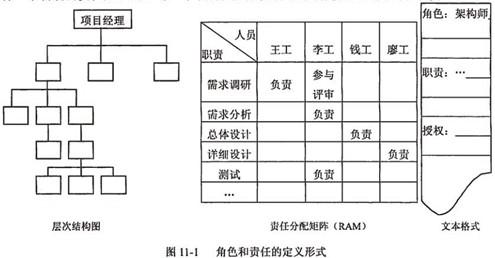 项目经理
人员
职责
王工
李工
钱工
廖工
需求调研
负责
参与
评审
需求分析
负责
总体设计
负责
详细设计
负责
测试
负责
…
角色：架构师
职责：…
授权：
层次结构图
责任分配矩阵（RAM）
文本格式
图 11-1 角色和责任的定义形式